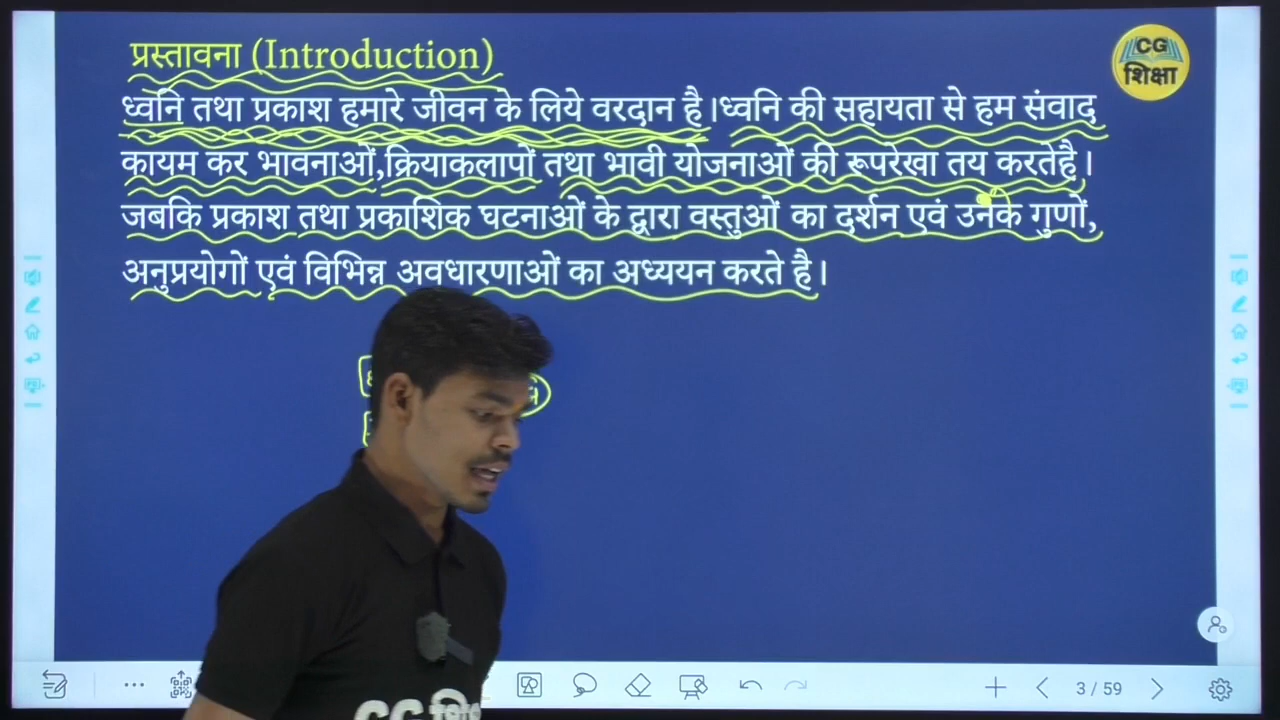 प्रस्तावना (Introduction)
CG
शिक्षा
ध्वनि तथा प्रकाश हमारे जीवन के लिये वरदान है।ध्वनि की सहायता से हम संवाद
कायम कर भावनाओं,क्रियाकलापों तथा भावी योजनाओं की रूपरेखा तय करतेहै।
जबकि प्रकाश तथा प्रकाशिक घटनाओं के द्वारा वस्तुओं का दर्शन एवं उनके गुणों,
अनुप्रयोगों एवं विभिन्न अवधारणाओं का अध्ययन करते है।
3 / 59
CG